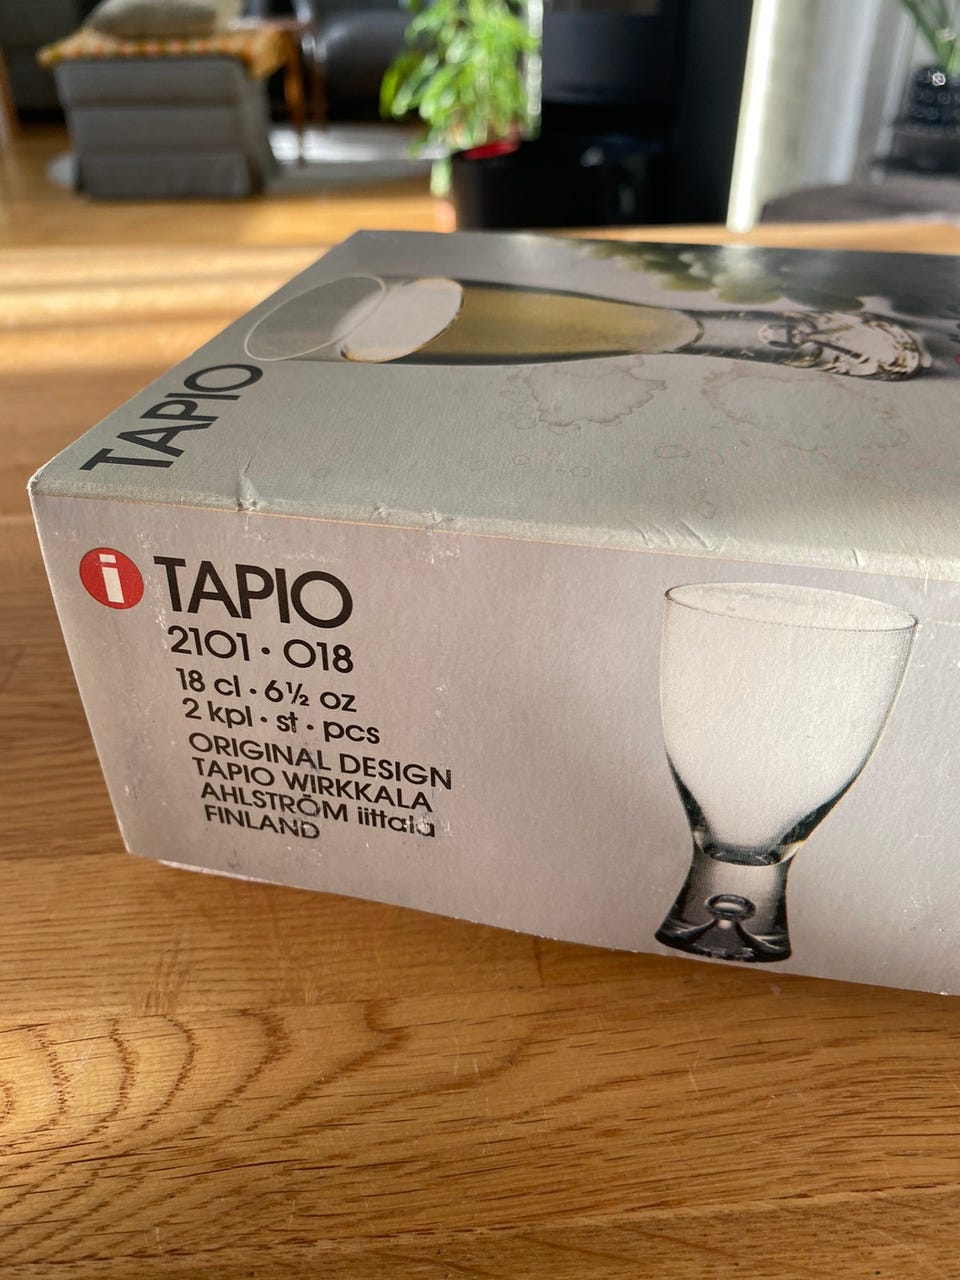 TAPIO
i TAPIO
2101 · 018
18 cl · 6½ oz
2 kpl · st · pcs
ORIGINAL DESIGN
TAPIO WIRKKALA
AHLSTRÖM iittala
FINLAND